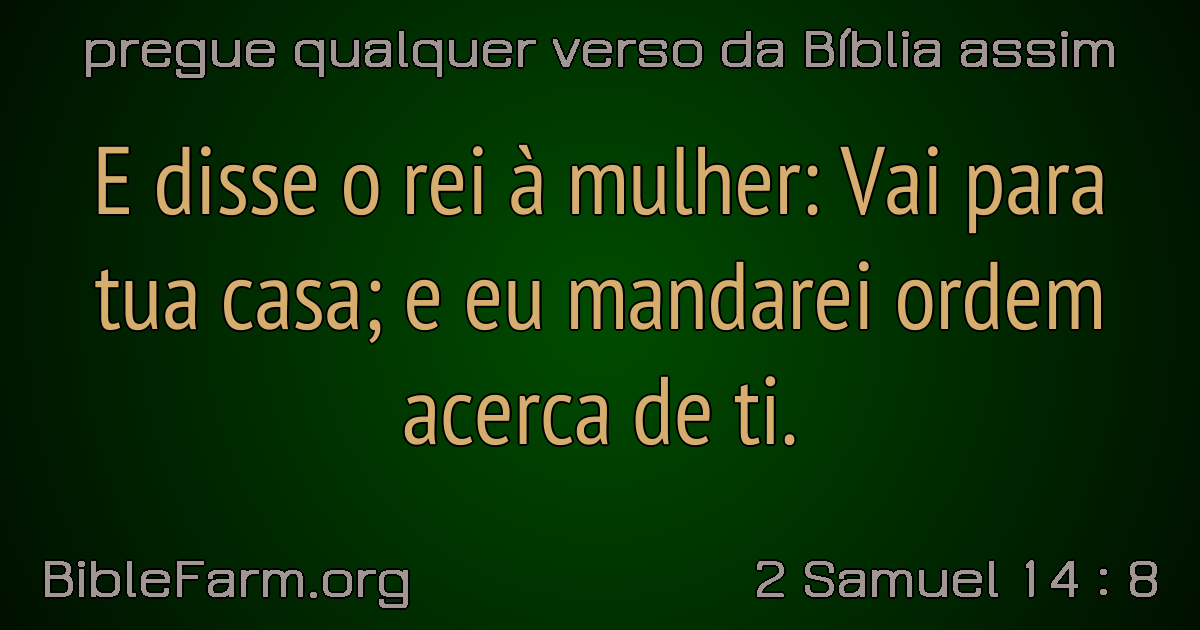 pregue qualquer verso da Bíblia assim
E disse o rei à mulher: Vai para
tua casa; e eu mandarei ordem
acerca de ti.
BibleFarm.org
2 Samuel 14 : 8